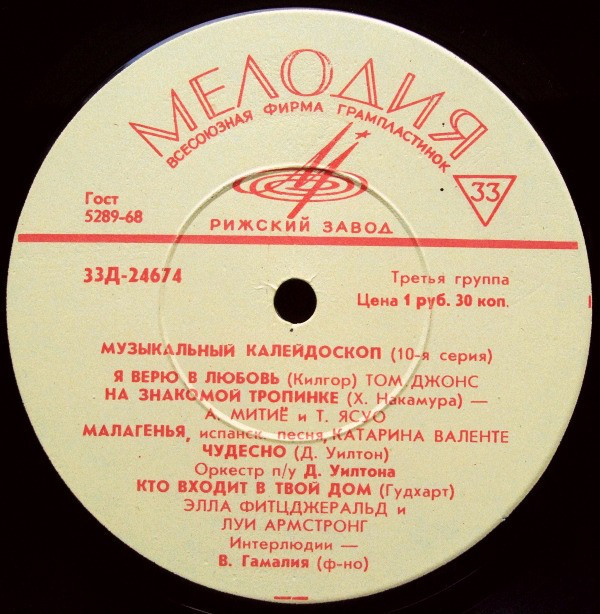 МЕЛОДИЯ
ВСЕСОЮЗНАЯ ФИРМА ГРАМПЛАСТИНОК
33
Гост
5289-68
РИЖСКИЙ ЗАВОД
33Д-24674
Третья группа
Цена 1 руб. 30 коп.
МУЗЫКАЛЬНЫЙ КАЛЕЙДОСКОП (10-я серия)
Я ВЕРЮ В ЛЮБОВЬ (Килгор) ТОМ ДЖОНС
НА ЗНАКОМОЙ ТРОПИНКЕ (Х. Накамура) —
А. МИТИЁ и Т. ЯСУО
МАЛАГЕНЬЯ, испанск. песня, КАТАРИНА ВАЛЕНТЕ
ЧУДЕСНО (Д. Уилтон)
Оркестр п/у Д. Уилтона
КТО ВХОДИТ В ТВОЙ ДОМ (Гудхарт)
ЭЛЛА ФИТЦДЖЕРАЛЬД и
ЛУИ АРМСТРОНГ
Интерлюдии —
В. Гамалия (ф-но)